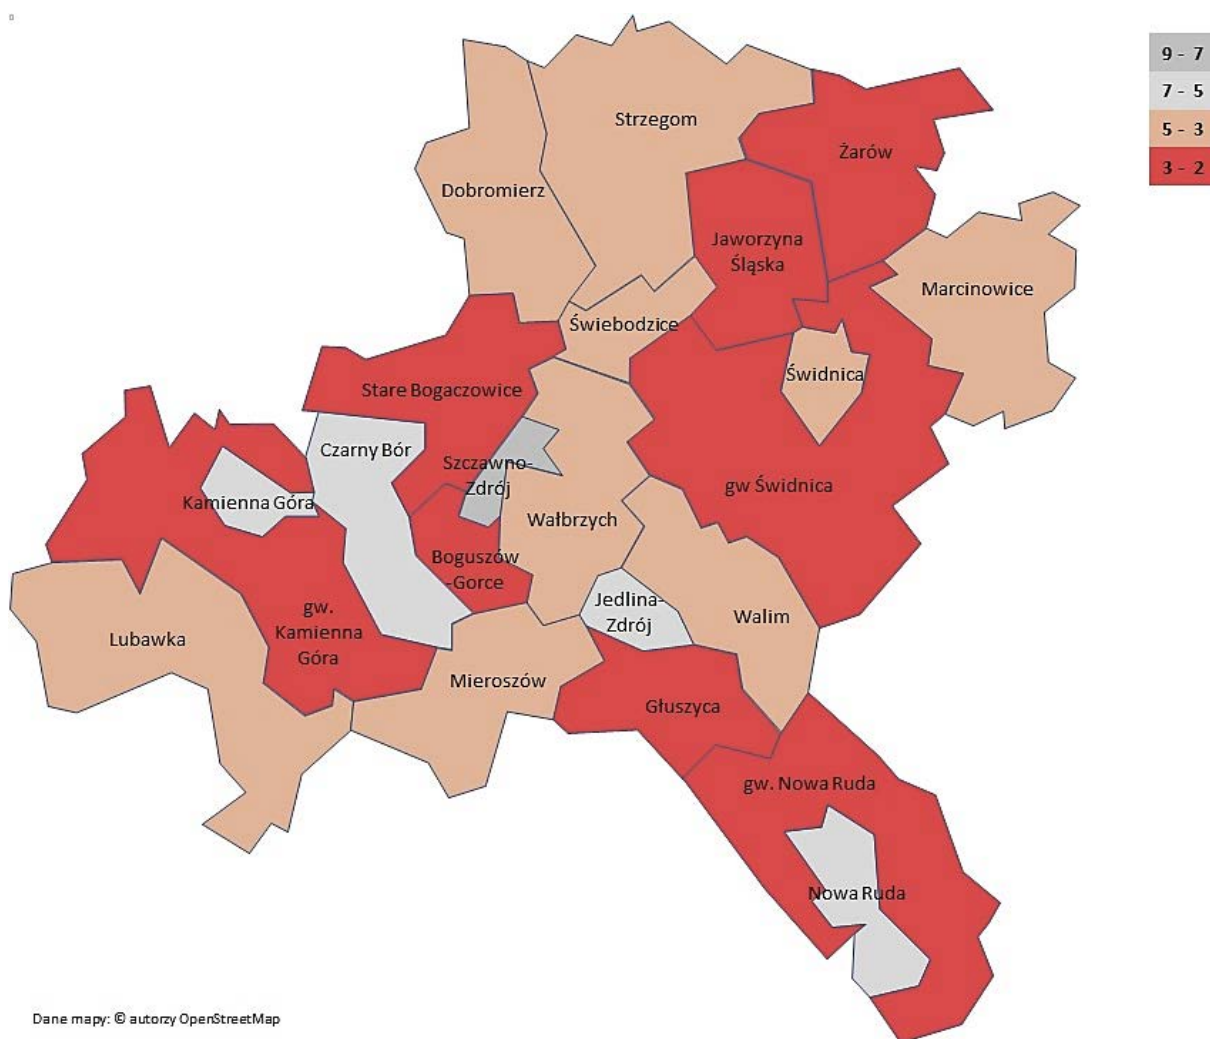 9 - 7
7 - 5
5 - 3
3 - 2
Strzegom
Żarów
Dobromierz
Jaworzyna
Śląska
Marcinowice
Świebodzice
Świdnica
Stare Bogaczowice
Czarny Bór
Szczawno-
Zdrój
gw Świdnica
Kamienna Góra
Wałbrzych
Boguszów
-Gorce
Jedlina-
Zdrój
Walim
gw.
Kamienna
Góra
Lubawka
Mieroszów
Głuszyca
gw. Nowa Ruda
Nowa Ruda
Dane mapy: © autorzy OpenStreetMap